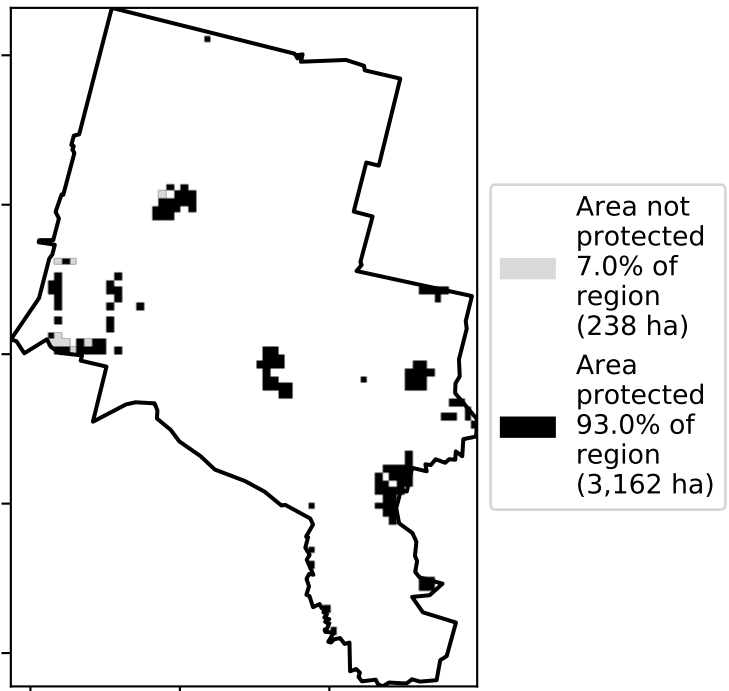 Area not
protected
7.0% of
region
(238 ha)
Area
protected
93.0% of
region
(3,162 ha)